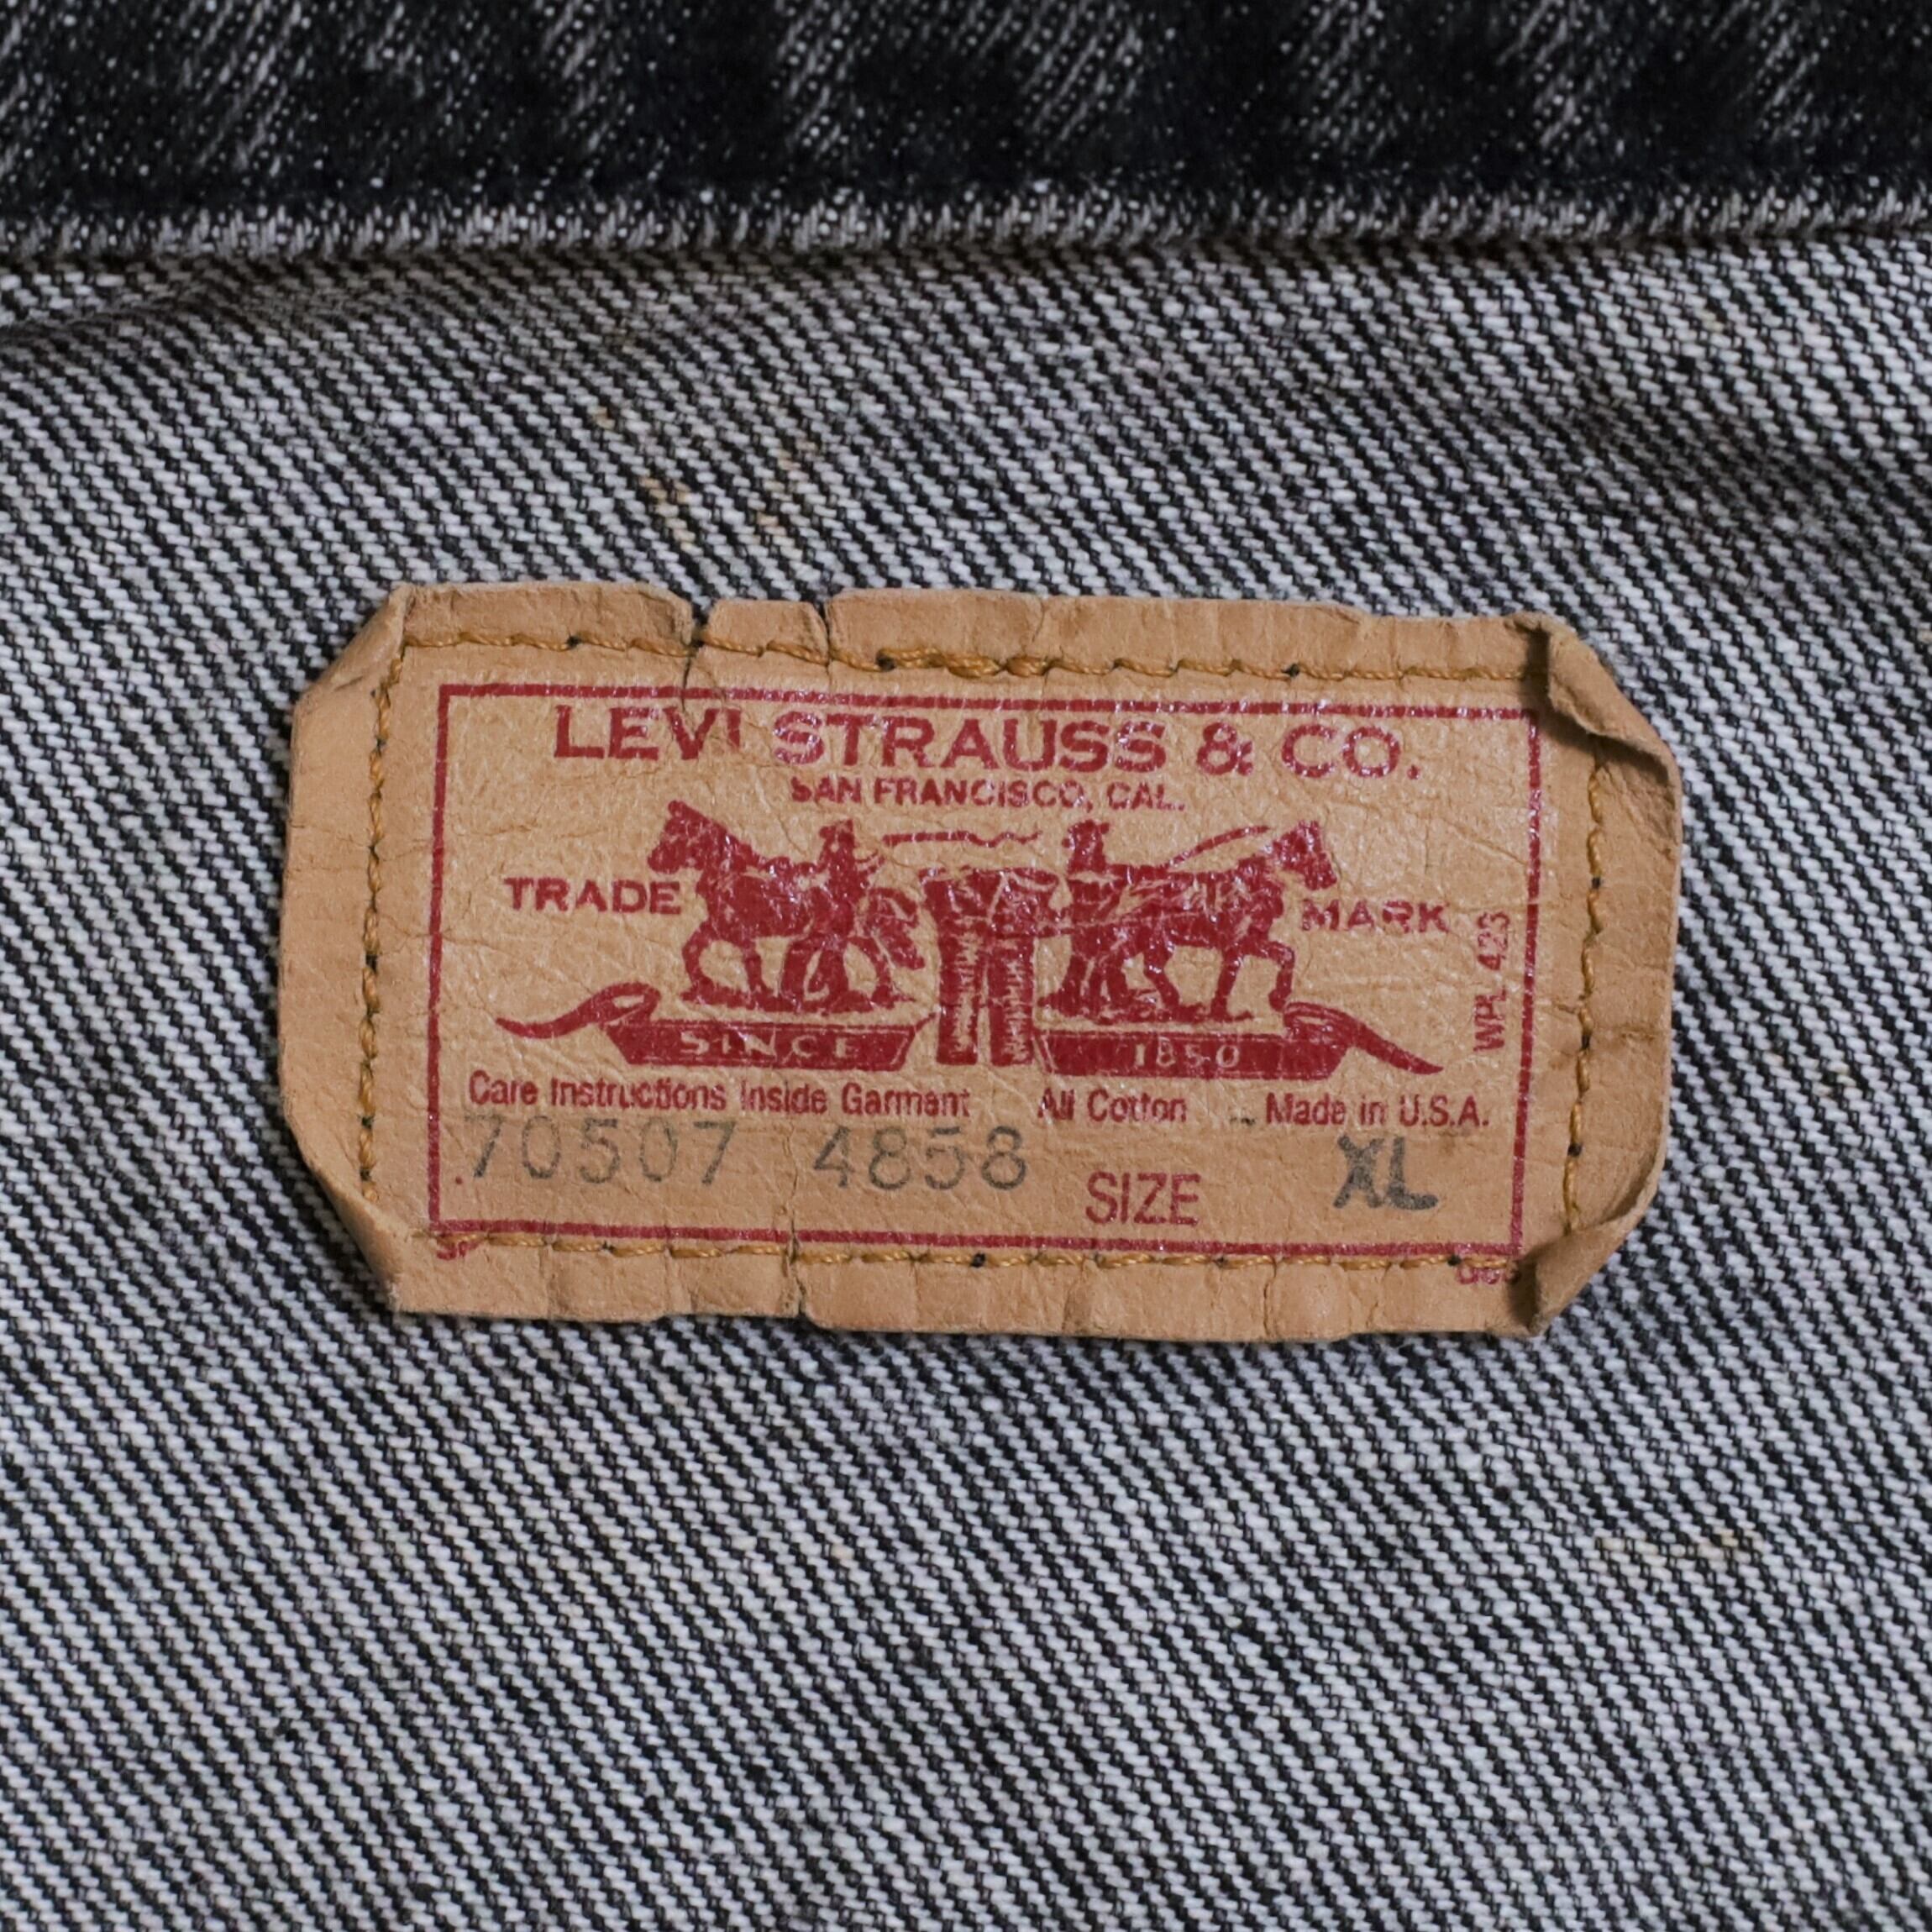 LEVI STRAUSS & CO.
SAN FRANCISCO, CAL.
TRADE MARK
WPL 423
SINCE 1850
Care Instructions Inside Garment All Cotton Made in U.S.A.
70507 4858 SIZE XL